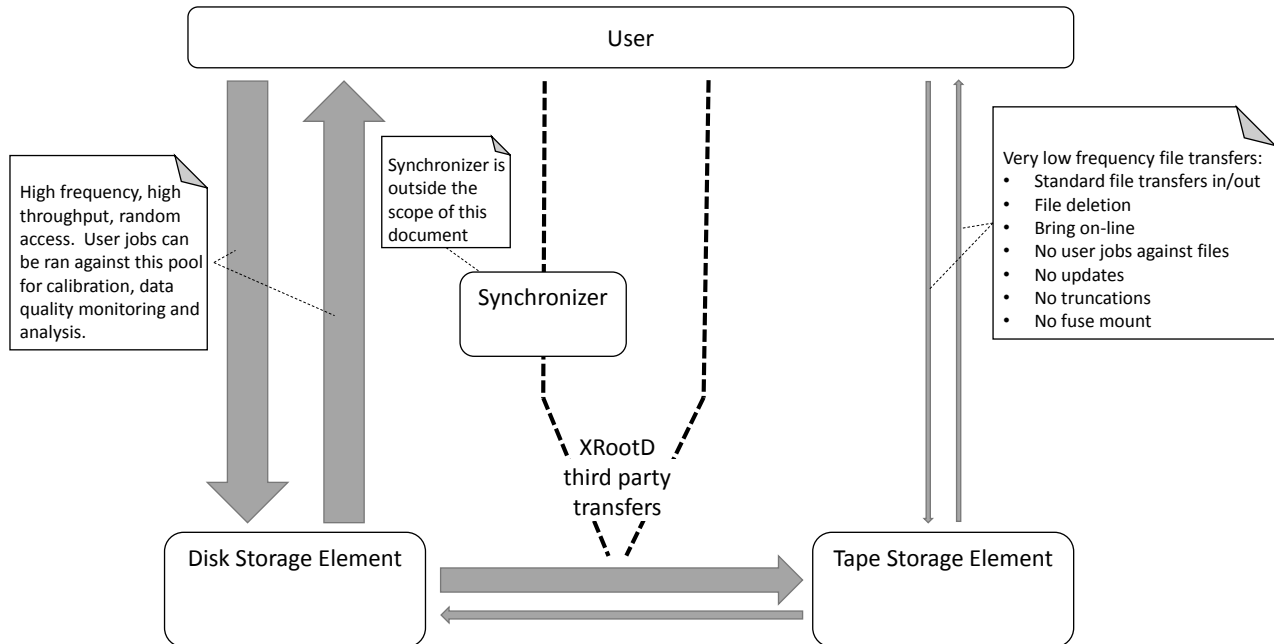 User
High frequency, high
throughput, random
access.  User jobs can
be ran against this pool
for calibration, data
quality monitoring and
analysis.
Synchronizer is
outside the
scope of this
document
Synchronizer
Very low frequency file transfers:
• Standard file transfers in/out
• File deletion
• Bring on-line
• No user jobs against files
• No updates
• No truncations
• No fuse mount
XRootD
third party
transfers
Disk Storage Element
Tape Storage Element